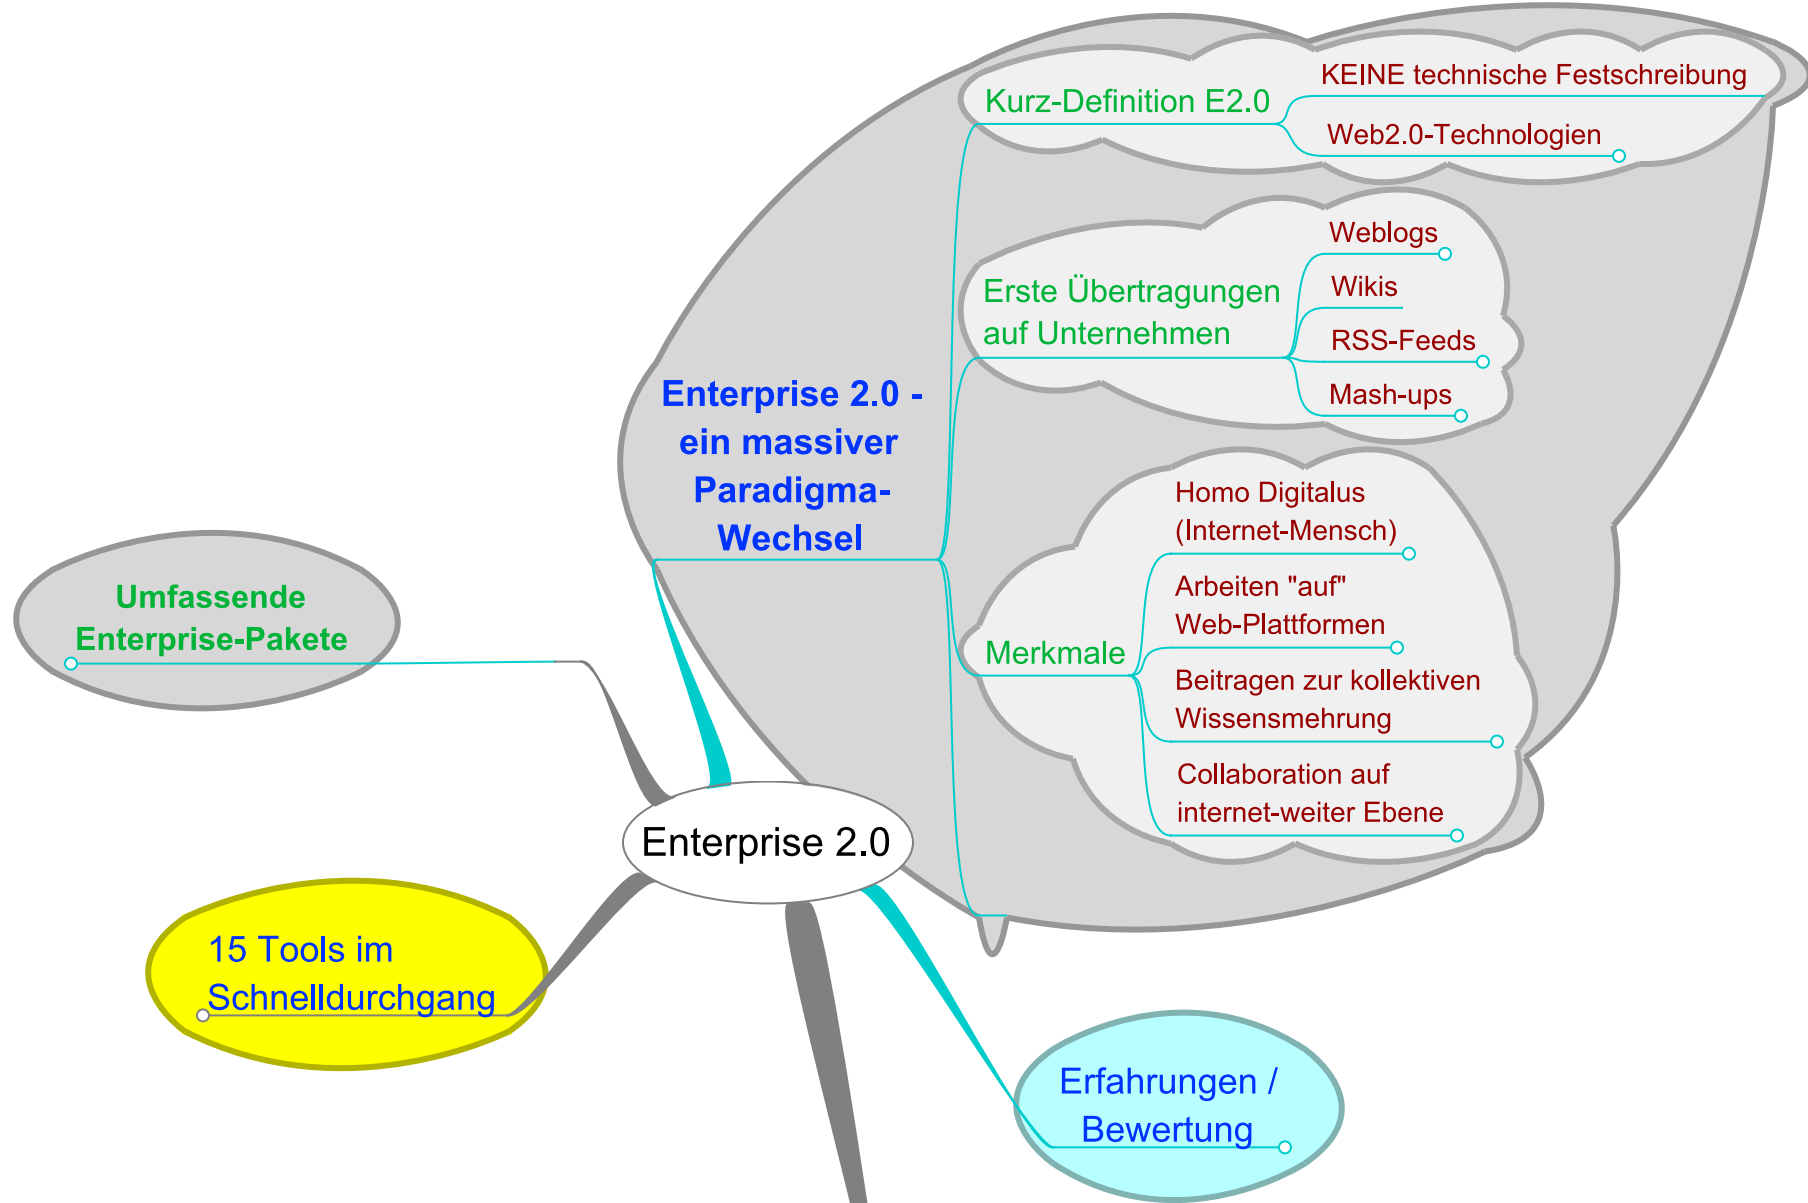 KEINE technische Festschreibung
Kurz-Definition E2.0
Web2.0-Technologien
Weblogs
Erste Übertragungen
auf Unternehmen
Wikis
RSS-Feeds
Mash-ups
Enterprise 2.0 -
ein massiver
Paradigma-
Wechsel
Homo Digitalus
(Internet-Mensch)
Arbeiten "auf"
Web-Plattformen
Merkmale
Beitragen zur kollektiven
Wissensmehrung
Collaboration auf
internet-weiter Ebene
Umfassende
Enterprise-Pakete
Enterprise 2.0
15 Tools im
Schnelldurchgang
Erfahrungen /
Bewertung